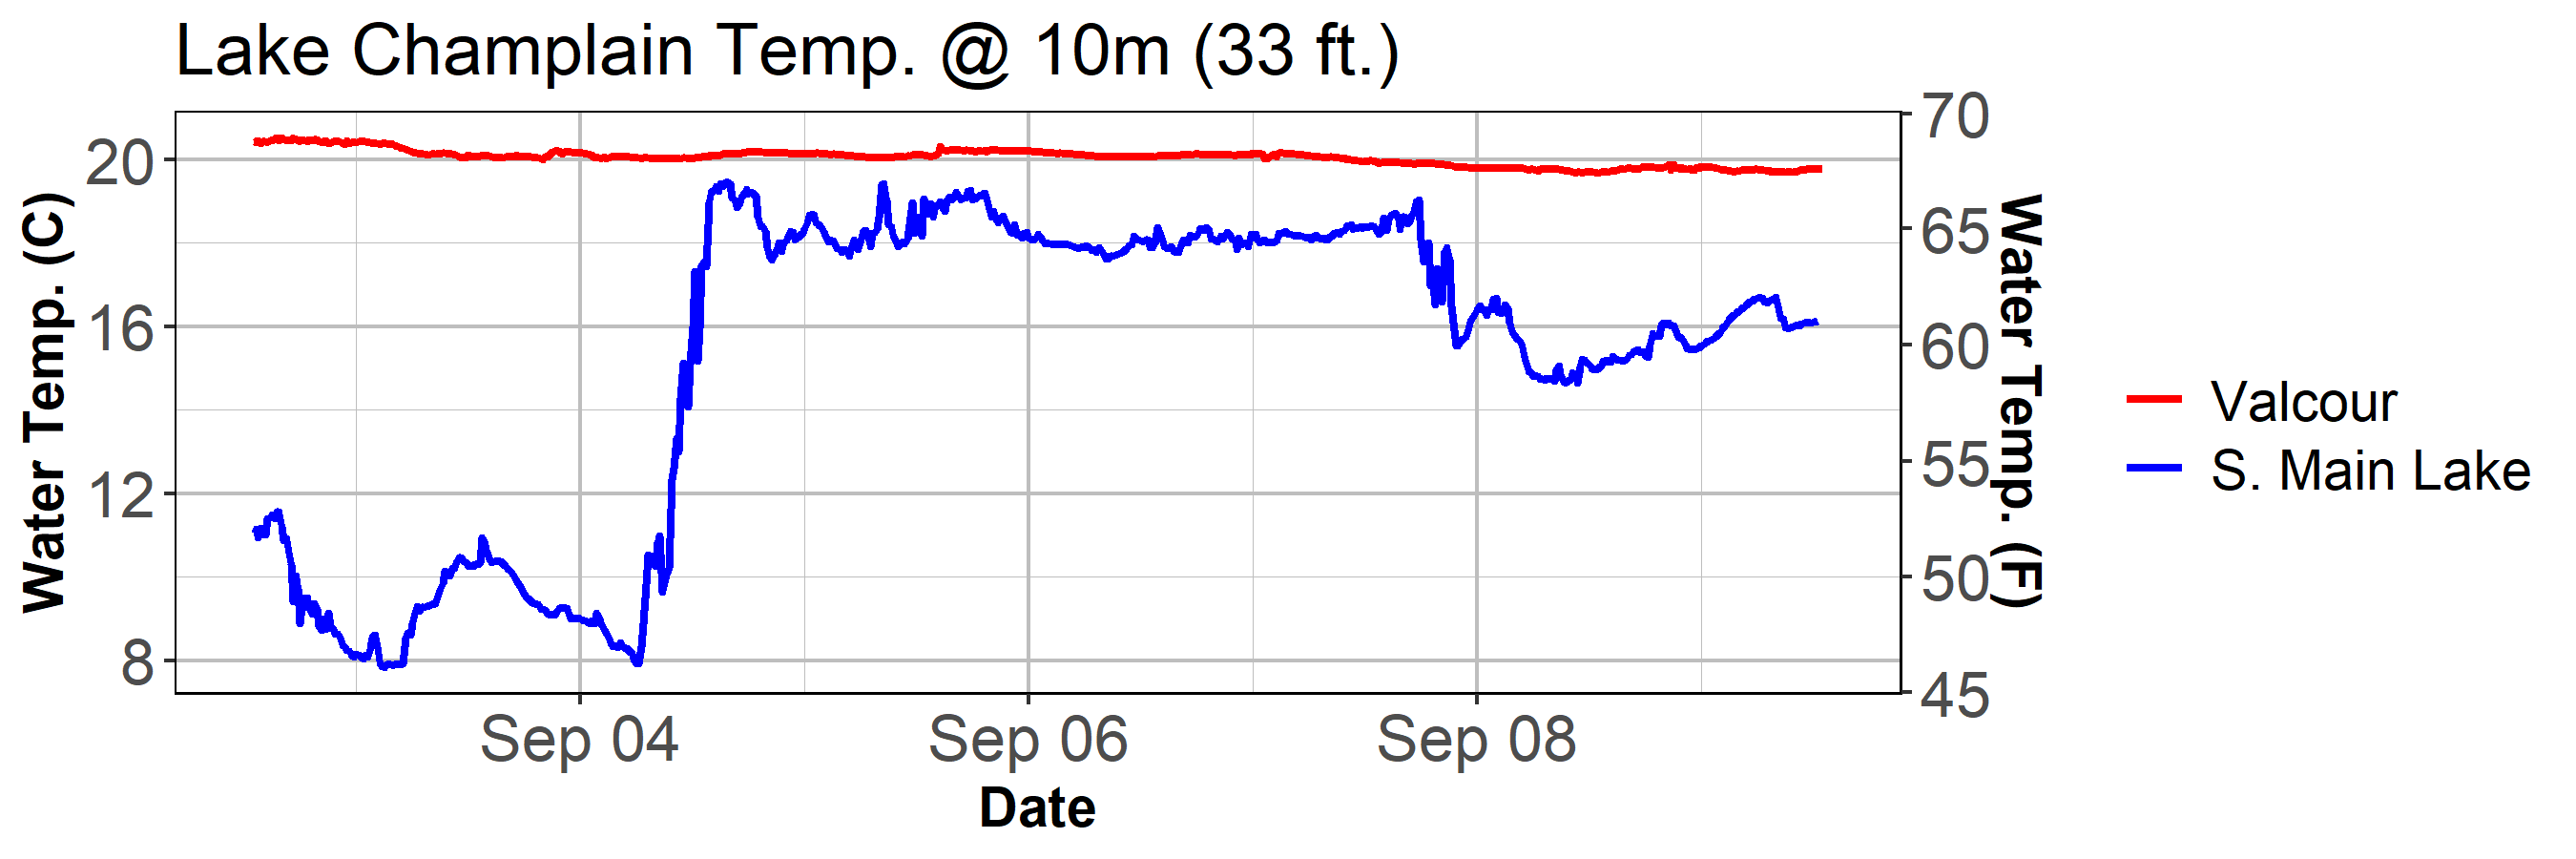 Lake Champlain Temp. @ 10m (33 ft.)
Water Temp. (C)
20
16
12
8
70
65
60
55
50
45
Water Temp. (F)
Sep 04
Sep 06
Sep 08
Date
Valcour
S. Main Lake